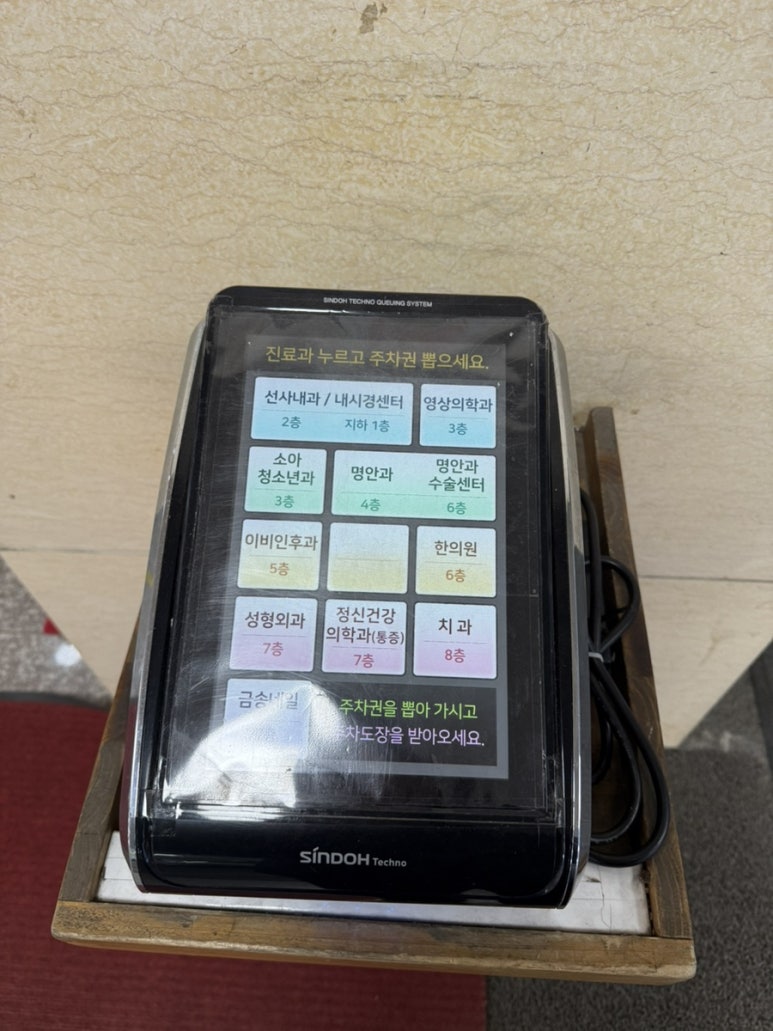 SINDOH TECHNO QUEUING SYSTEM
진료과 누르고 주차권 뽑으세요.
선사내과 / 내시경센터
2층 지하 1층
영상의학과
3층
소아
청소년과
3층
명안과
4층
명안과
수술센터
6층
이비인후과
5층
한의원
6층
성형외과
7층
정신건강
의학과(통증)
7층
치 과
8층
주차권을 뽑아 가시고
주차도장을 받아오세요.
SINDOH Techno